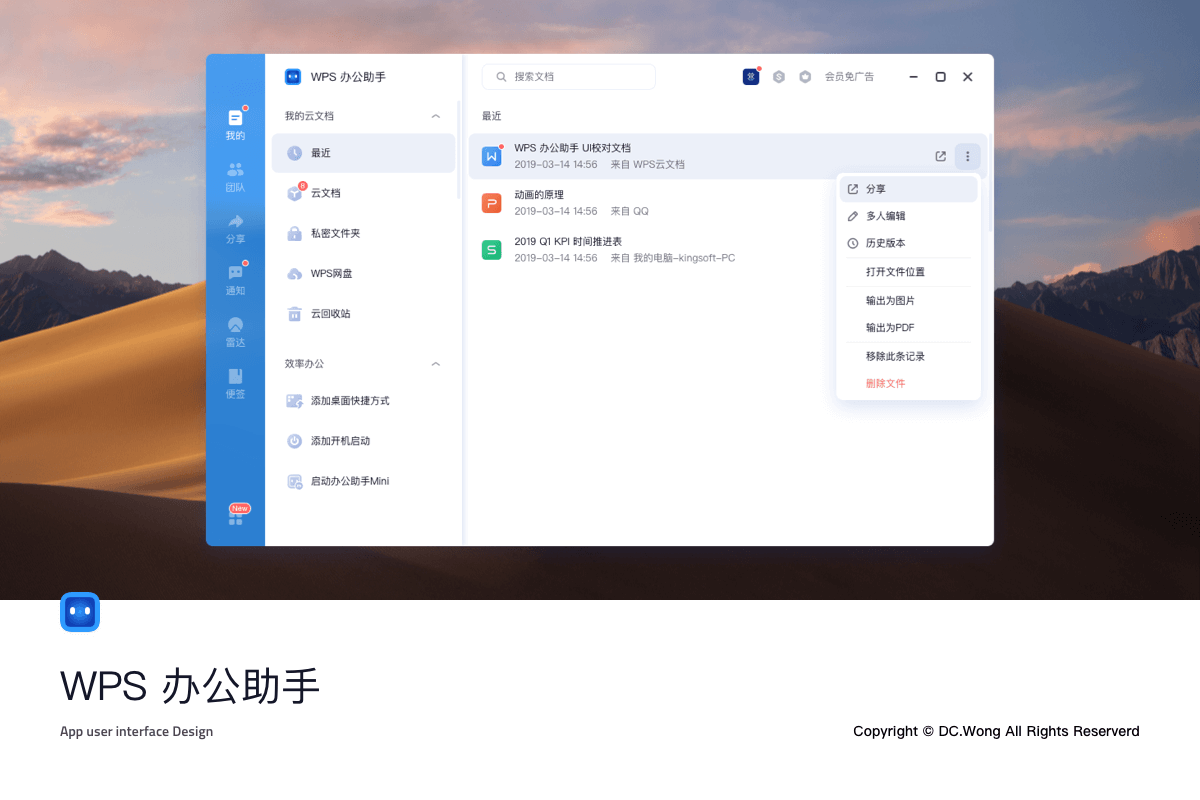 WPS 办公助手
搜索文档
会员免广告
我的
团队
分享
通知
雷达
便签
New
我的云文档
最近
8
云文档
私密文件夹
WPS网盘
云回收站
效率办公
添加桌面快捷方式
添加开机启动
启动办公助手Mini
最近
WPS 办公助手 UI校对文档
2019-03-14 14:56 来自 WPS云文档
动画的原理
2019-03-14 14:56 来自 QQ
2019 Q1 KPI 时间推进表
2019-03-14 14:56 来自 我的电脑-kingsoft-PC
分享
多人编辑
历史版本
打开文件位置
输出为图片
输出为PDF
移除此条记录
删除文件
WPS 办公助手
App user interface Design
Copyright © DC.Wong All Rights Reserverd